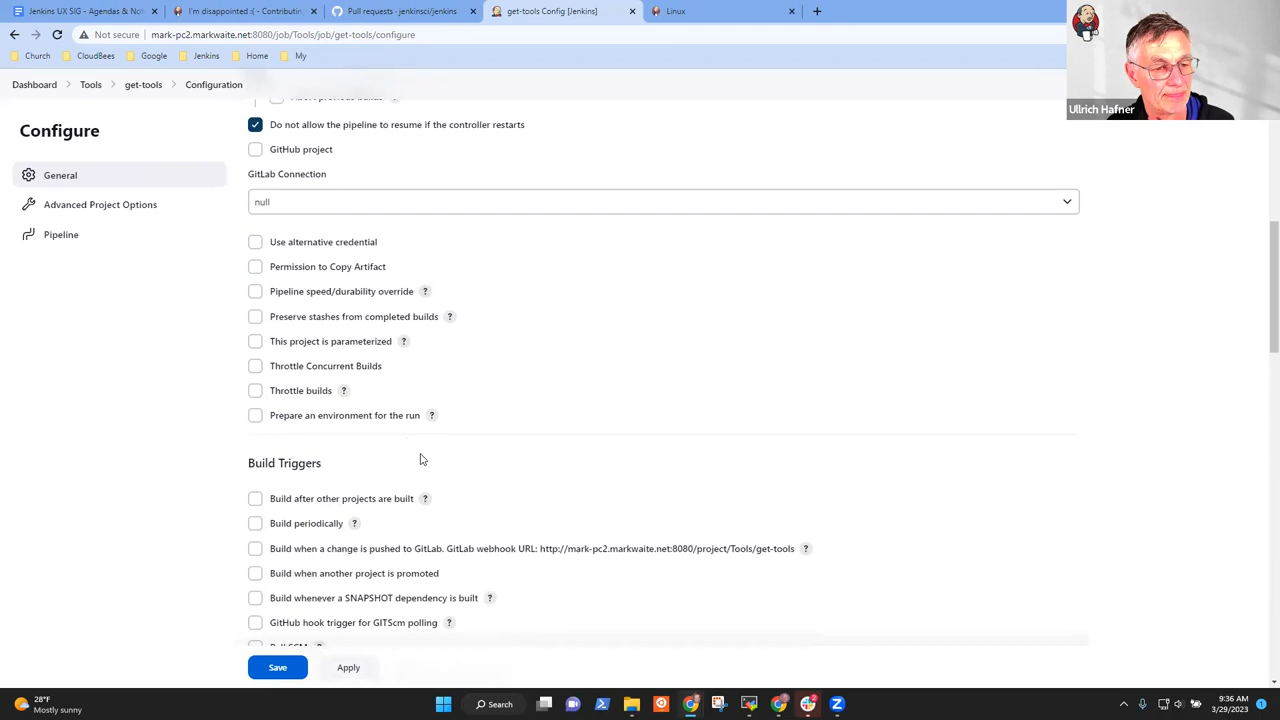 Jenkins UX SIG - Agendas & Not
I'm disappointed :( - Contributin
Pull requests · jenkinsci/jenkins
get-tools Config [Jenkins]
Linux
Not secure
mark-pc2.markwaite.net:8080/job/Tools/job/get-tools/configure
Church
CloudBees
Google
Jenkins
Home
My
Dashboard
Tools
get-tools
Configuration
Ullrich Hafner
Configure
General
Advanced Project Options
Pipeline
Abort previous builds
Do not allow the pipeline to resume if the controller restarts
GitHub project
GitLab Connection
null
Use alternative credential
Permission to Copy Artifact
Pipeline speed/durability override ?
Preserve stashes from completed builds ?
This project is parameterized ?
Throttle Concurrent Builds
Throttle builds ?
Prepare an environment for the run ?
Build Triggers
Build after other projects are built ?
Build periodically ?
Build when a change is pushed to GitLab. GitLab webhook URL: http://mark-pc2.markwaite.net:8080/project/Tools/get-tools ?
Build when another project is promoted
Build whenever a SNAPSHOT dependency is built ?
GitHub hook trigger for GITScm polling ?
Poll SCM ?
Save
Apply
28°F
Mostly sunny
Search
9:36 AM
3/29/2023